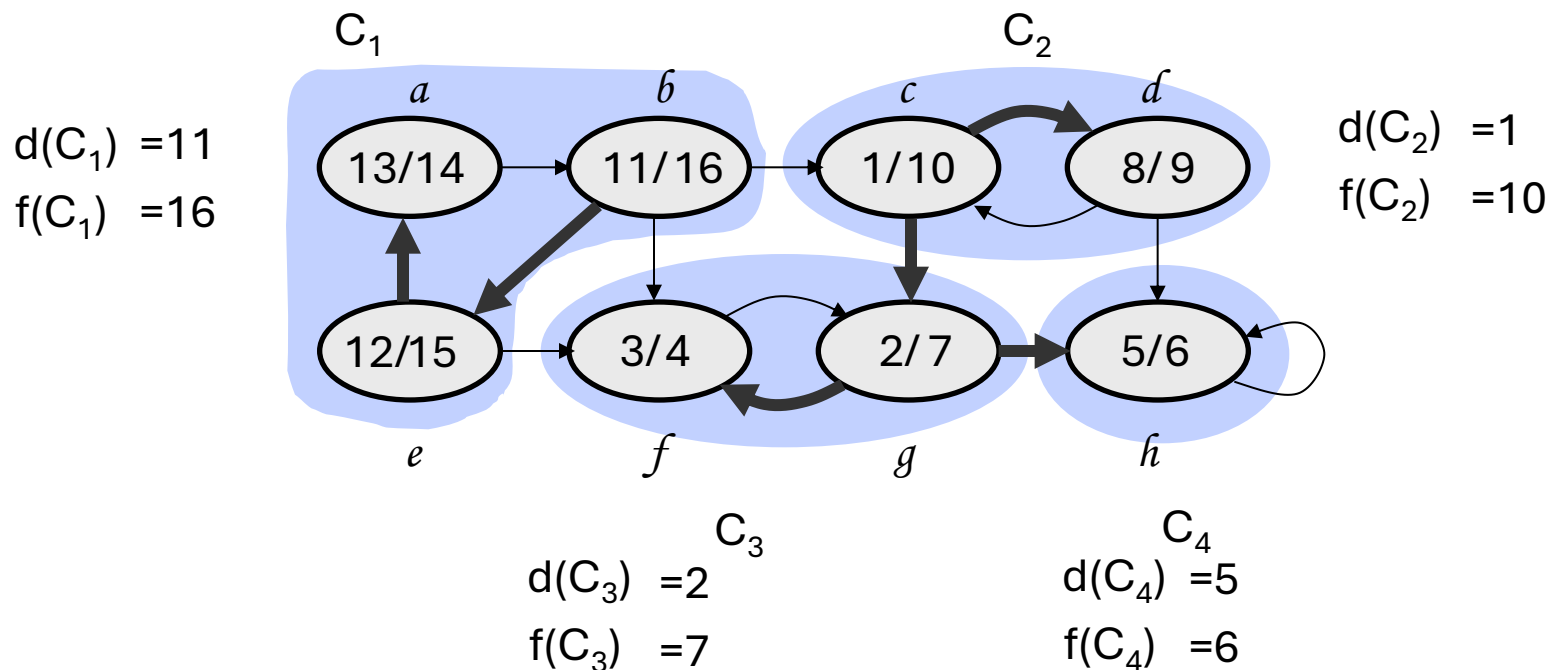 C₁ C₂
a b c d
d(C₁) =11 13/14 11/16 1/10 8/9 d(C₂) =1
f(C₁) =16 f(C₂) =10
12/15 3/4 2/7 5/6
e f g h
C₃ C₄
d(C₃) =2 d(C₄) =5
f(C₃) =7 f(C₄) =6